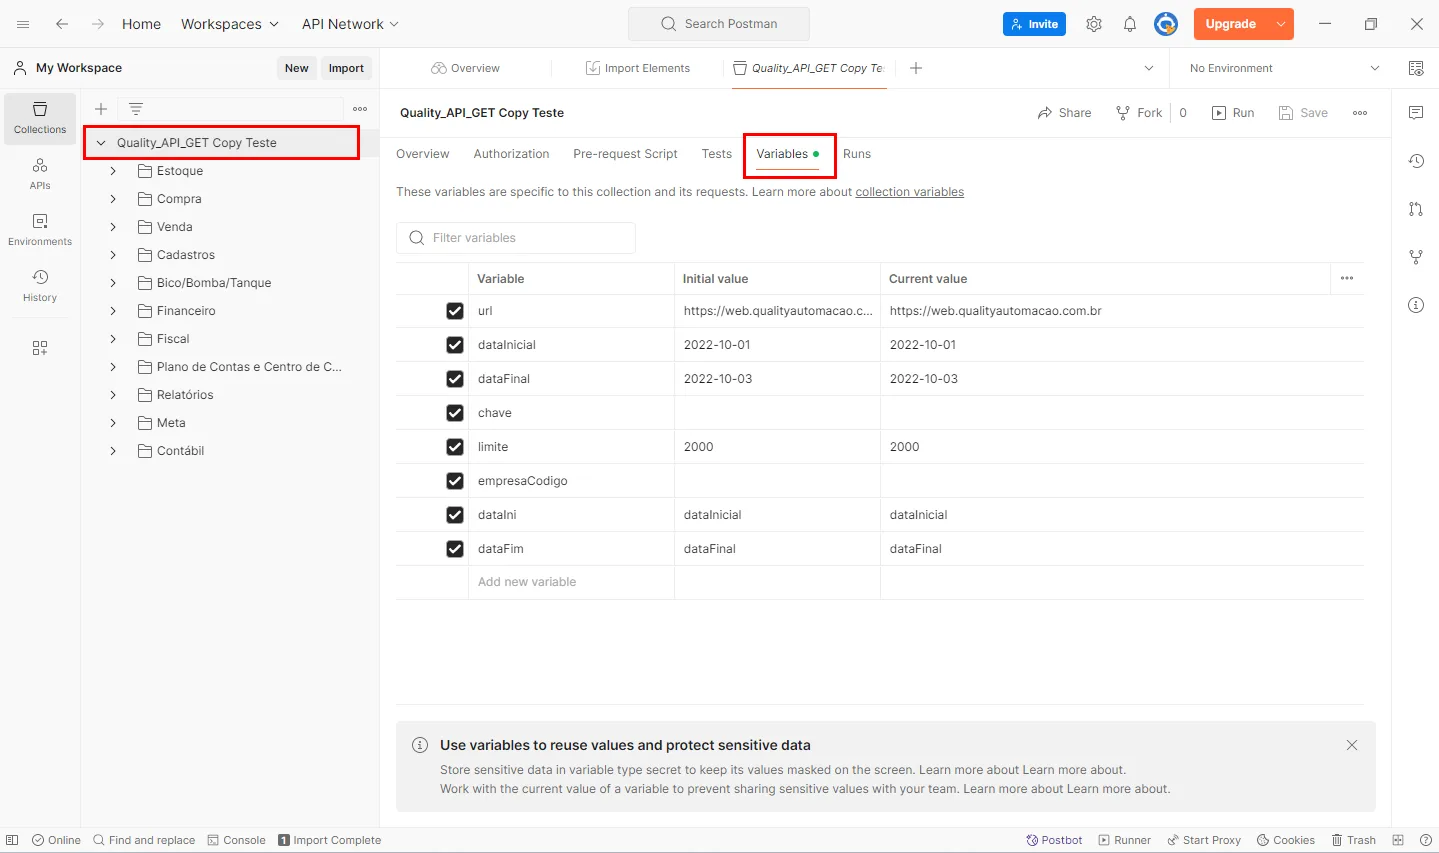 Home Workspaces API Network Search Postman Invite Upgrade
My Workspace New Import Overview Import Elements Quality_API_GET Copy Te No Environment
Collections
APIs
Environments
History
Quality_API_GET Copy Teste
Estoque
Compra
Venda
Cadastros
Bico/Bomba/Tanque
Financeiro
Fiscal
Plano de Contas e Centro de C...
Relatórios
Meta
Contábil
Quality_API_GET Copy Teste Share Fork 0 Run Save
Overview Authorization Pre-request Script Tests Variables Runs
These variables are specific to this collection and its requests. Learn more about collection variables
Filter variables
Variable Initial value Current value
url https://web.qualityautomacao.c... https://web.qualityautomacao.com.br
dataInicial 2022-10-01 2022-10-01
dataFinal 2022-10-03 2022-10-03
chave
limite 2000 2000
empresaCodigo
dataIni dataInicial dataInicial
dataFim dataFinal dataFinal
Add new variable
Use variables to reuse values and protect sensitive data
Store sensitive data in variable type secret to keep its values masked on the screen. Learn more about Learn more about.
Work with the current value of a variable to prevent sharing sensitive values with your team. Learn more about Learn more about.
Online Find and replace Console 1 Import Complete Postbot Runner Start Proxy Cookies Trash